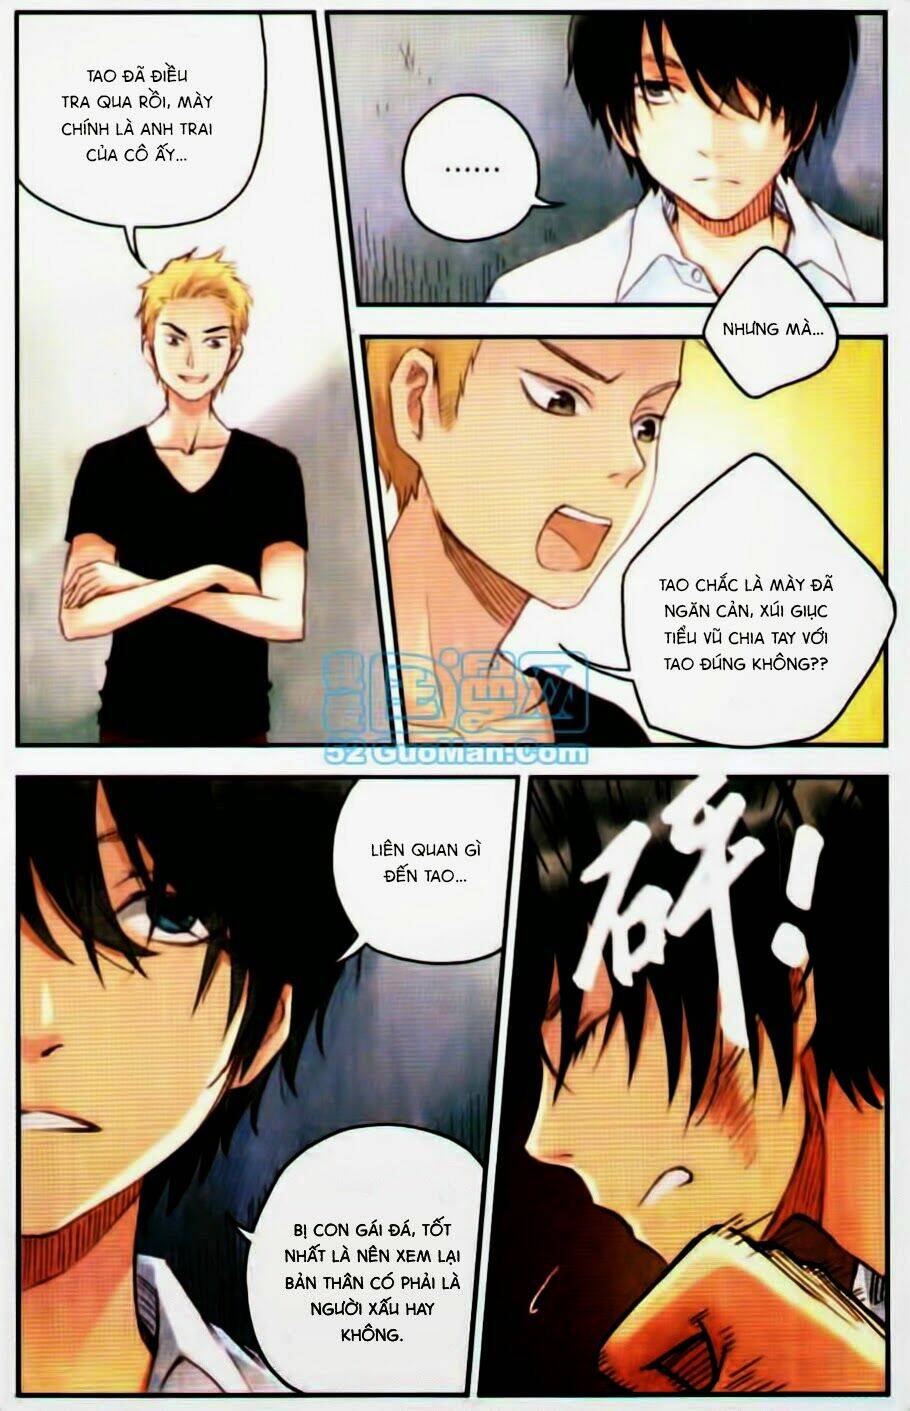 TAO ĐÃ ĐIỀU
TRA QUA RỒI, MÀY
CHÍNH LÀ ANH TRAI
CỦA CÔ ẤY...
......
NHƯNG MÀ...
TAO CHẮC LÀ MÀY ĐÃ
NGĂN CẢN, XÚI GIỤC
TIỂU VŨ CHIA TAY VỚI
TAO ĐÚNG KHÔNG??
国漫网
52GuoMan.Com
LIÊN QUAN GÌ
ĐẾN TAO...
砰!
BỊ CON GÁI ĐÁ, TỐT
NHẤT LÀ NÊN XEM LẠI
BẢN THÂN CÓ PHẢI LÀ
NGƯỜI XẤU HAY
KHÔNG.